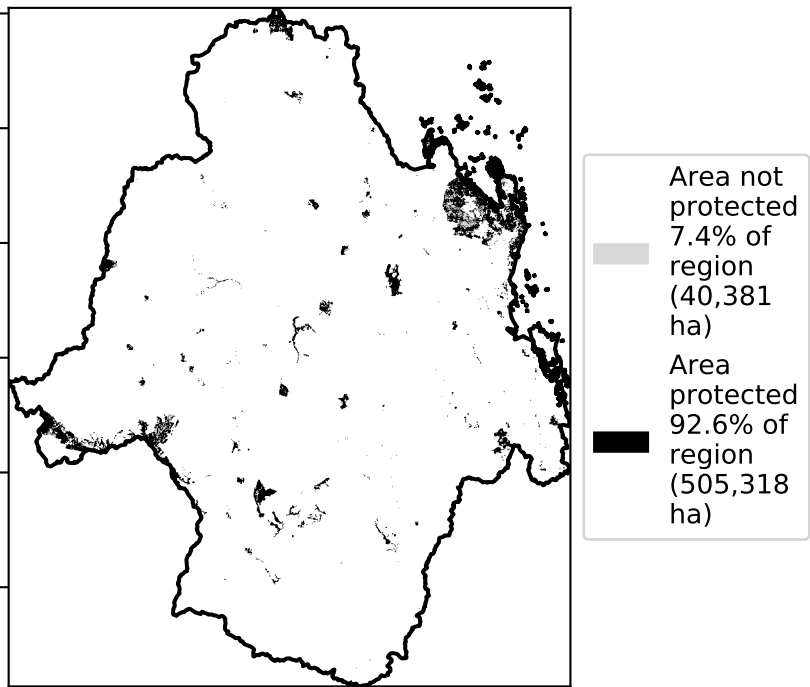 Area not
protected
7.4% of
region
(40,381
ha)
Area
protected
92.6% of
region
(505,318
ha)